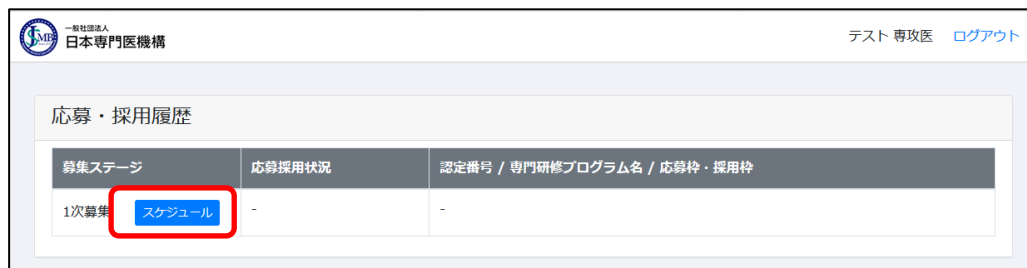 一般社団法人
日本専門医機構
テスト 専攻医 ログアウト
応募・採用履歴
募集ステージ 応募採用状況 認定番号 / 専門研修プログラム名 / 応募枠・採用枠
1次募集 スケジュール - -